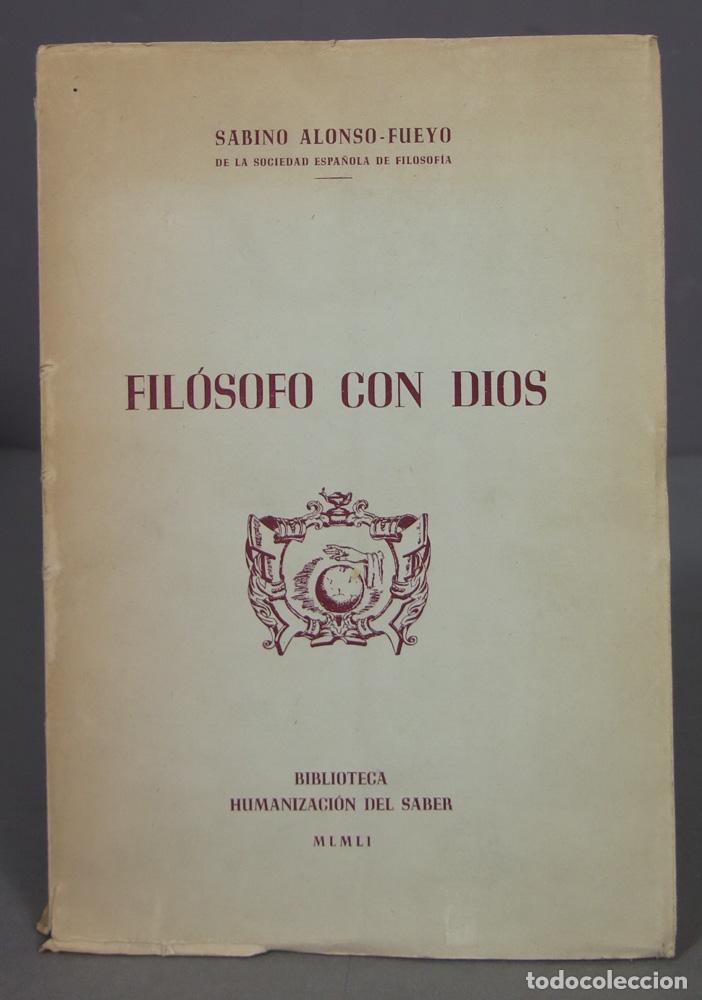 SABINO ALONSO-FUEYO
DE LA SOCIEDAD ESPAÑOLA DE FILOSOFÍA
FILÓSOFO CON DIOS
BIBLIOTECA
HUMANIZACIÓN DEL SABER
MLMLI
todocoleccion